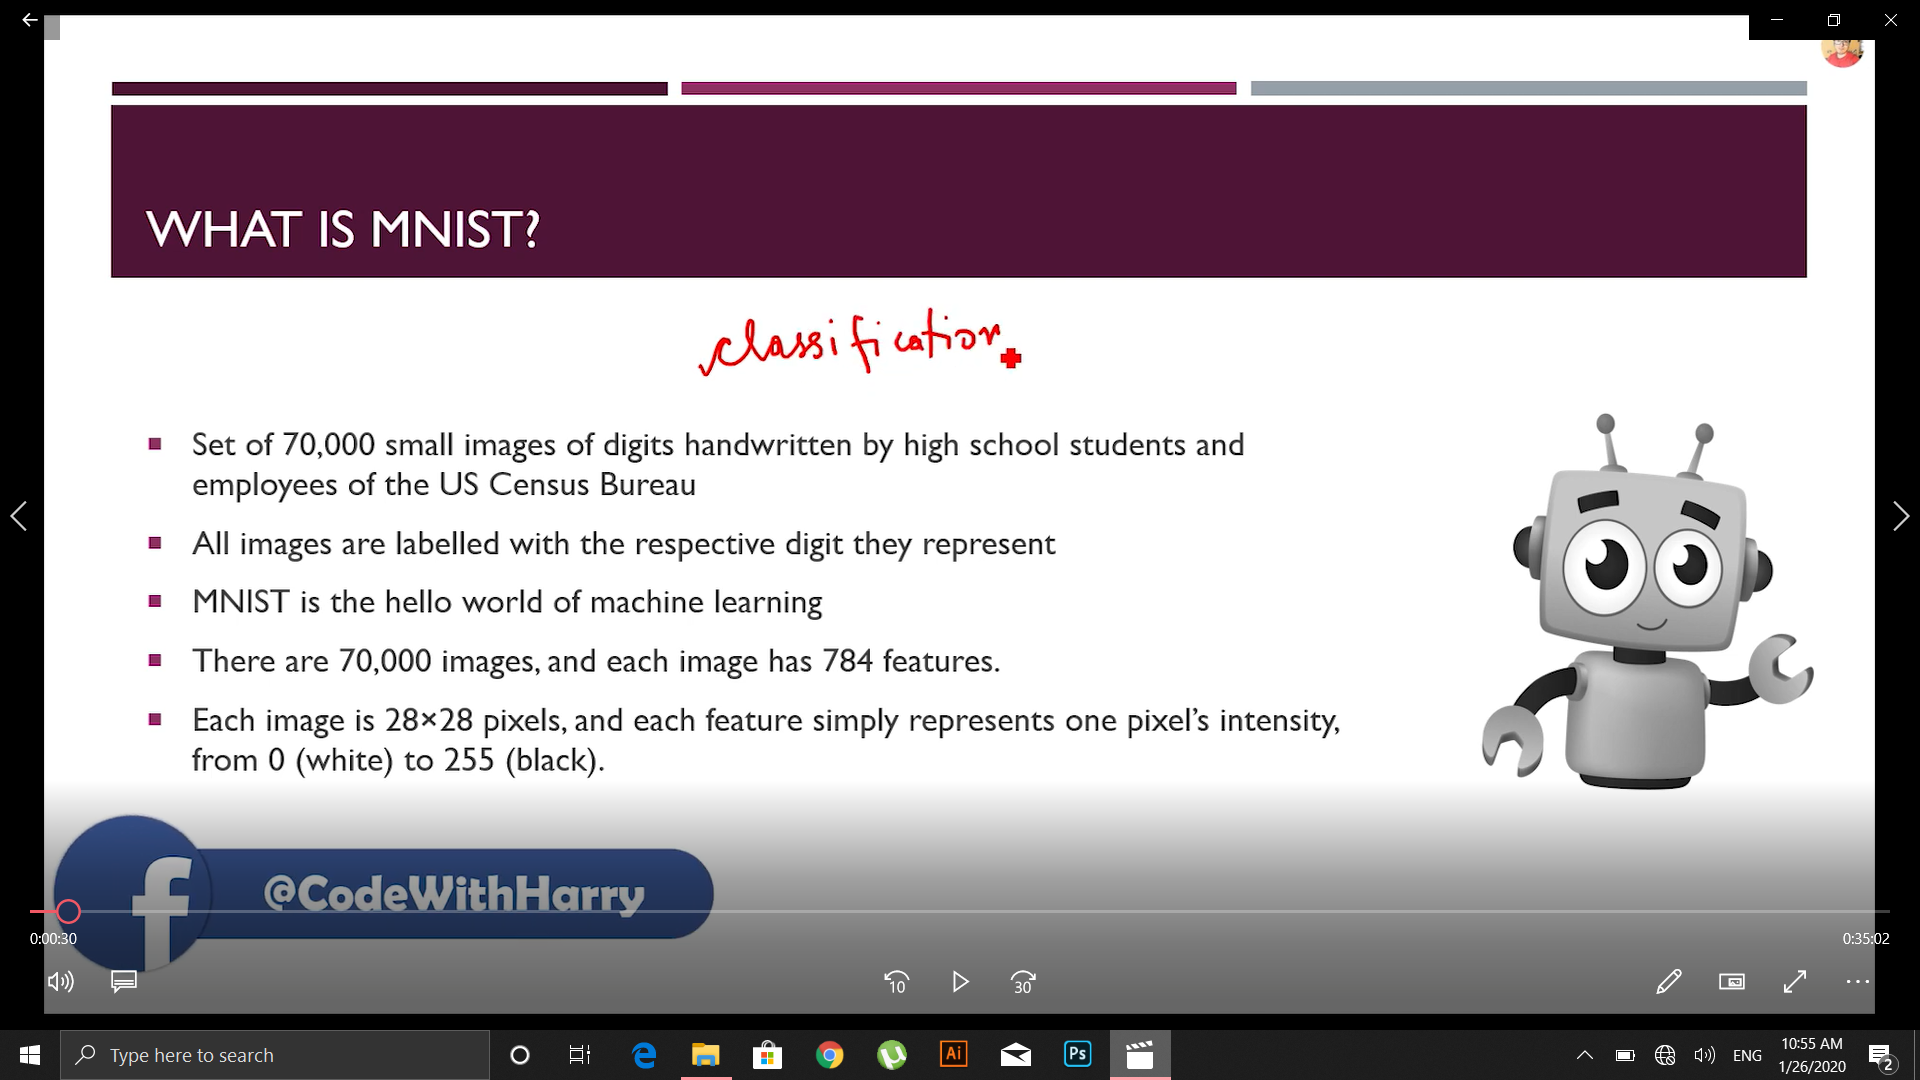 WHAT IS MNIST?
classification
Set of 70,000 small images of digits handwritten by high school students and
employees of the US Census Bureau
All images are labelled with the respective digit they represent
MNIST is the hello world of machine learning
There are 70,000 images, and each image has 784 features.
Each image is 28×28 pixels, and each feature simply represents one pixel's intensity,
from 0 (white) to 255 (black).
f @CodeWithHarry
0:00:30
0:35:02
10
30
Type here to search
Ai
Ps
ENG
10:55 AM
1/26/2020
2